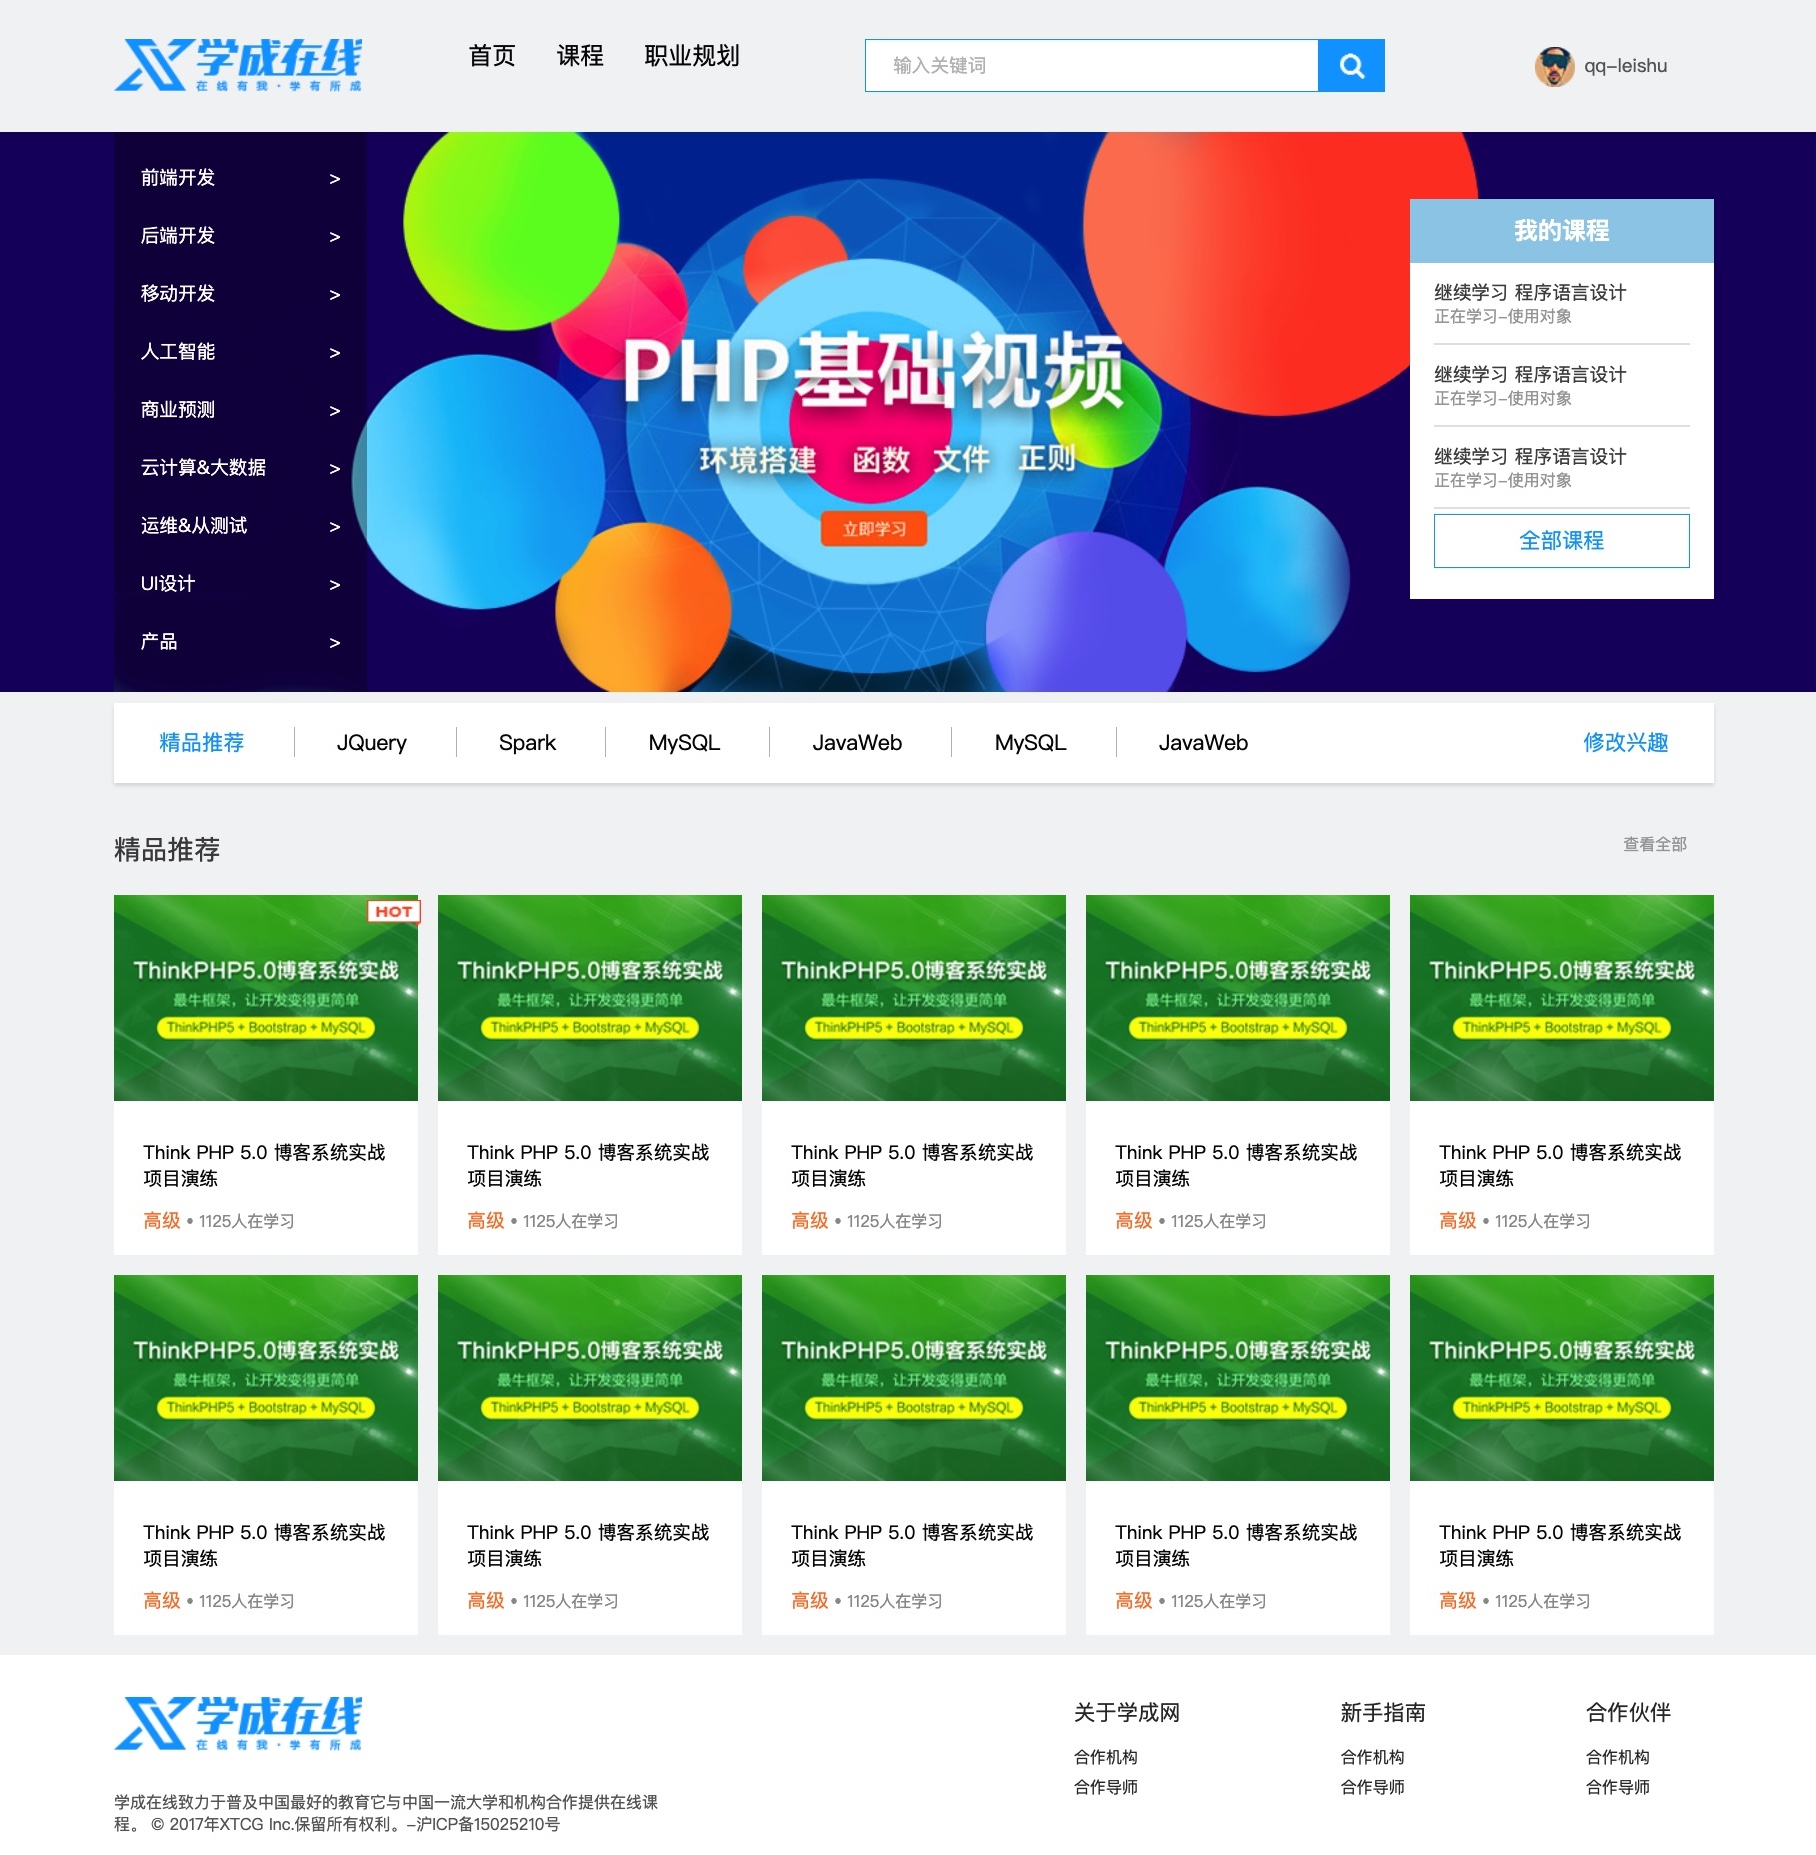 学成在线
在线有我·学有所成
首页 课程 职业规划
输入关键词
qq-leishu
前端开发 >
后端开发 >
移动开发 >
人工智能 >
商业预测 >
云计算&大数据 >
运维&从测试 >
UI设计 >
产品 >
PHP基础视频
环境搭建 函数 文件 正则
立即学习
我的课程
继续学习 程序语言设计
正在学习-使用对象
继续学习 程序语言设计
正在学习-使用对象
继续学习 程序语言设计
正在学习-使用对象
全部课程
精品推荐 JQuery Spark MySQL JavaWeb MySQL JavaWeb 修改兴趣
精品推荐 查看全部
HOT
ThinkPHP5.0博客系统实战
最牛框架，让开发变得更简单
ThinkPHP5 + Bootstrap + MySQL
Think PHP 5.0 博客系统实战
项目演练
高级 • 1125人在学习
ThinkPHP5.0博客系统实战
最牛框架，让开发变得更简单
ThinkPHP5 + Bootstrap + MySQL
Think PHP 5.0 博客系统实战
项目演练
高级 • 1125人在学习
ThinkPHP5.0博客系统实战
最牛框架，让开发变得更简单
ThinkPHP5 + Bootstrap + MySQL
Think PHP 5.0 博客系统实战
项目演练
高级 • 1125人在学习
ThinkPHP5.0博客系统实战
最牛框架，让开发变得更简单
ThinkPHP5 + Bootstrap + MySQL
Think PHP 5.0 博客系统实战
项目演练
高级 • 1125人在学习
ThinkPHP5.0博客系统实战
最牛框架，让开发变得更简单
ThinkPHP5 + Bootstrap + MySQL
Think PHP 5.0 博客系统实战
项目演练
高级 • 1125人在学习
ThinkPHP5.0博客系统实战
最牛框架，让开发变得更简单
ThinkPHP5 + Bootstrap + MySQL
Think PHP 5.0 博客系统实战
项目演练
高级 • 1125人在学习
ThinkPHP5.0博客系统实战
最牛框架，让开发变得更简单
ThinkPHP5 + Bootstrap + MySQL
Think PHP 5.0 博客系统实战
项目演练
高级 • 1125人在学习
ThinkPHP5.0博客系统实战
最牛框架，让开发变得更简单
ThinkPHP5 + Bootstrap + MySQL
Think PHP 5.0 博客系统实战
项目演练
高级 • 1125人在学习
ThinkPHP5.0博客系统实战
最牛框架，让开发变得更简单
ThinkPHP5 + Bootstrap + MySQL
Think PHP 5.0 博客系统实战
项目演练
高级 • 1125人在学习
ThinkPHP5.0博客系统实战
最牛框架，让开发变得更简单
ThinkPHP5 + Bootstrap + MySQL
Think PHP 5.0 博客系统实战
项目演练
高级 • 1125人在学习
学成在线
在线有我·学有所成
学成在线致力于普及中国最好的教育它与中国一流大学和机构合作提供在线课
程。 © 2017年XTCG Inc.保留所有权利。-沪ICP备15025210号
关于学成网
合作机构
合作导师
新手指南
合作机构
合作导师
合作伙伴
合作机构
合作导师